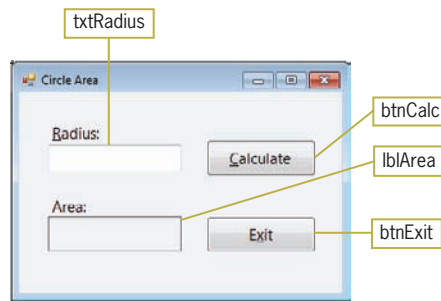 txtRadius
Circle Area
Radius:
btnCalc
Calculate
lblArea
Area:
Exit
btnExit